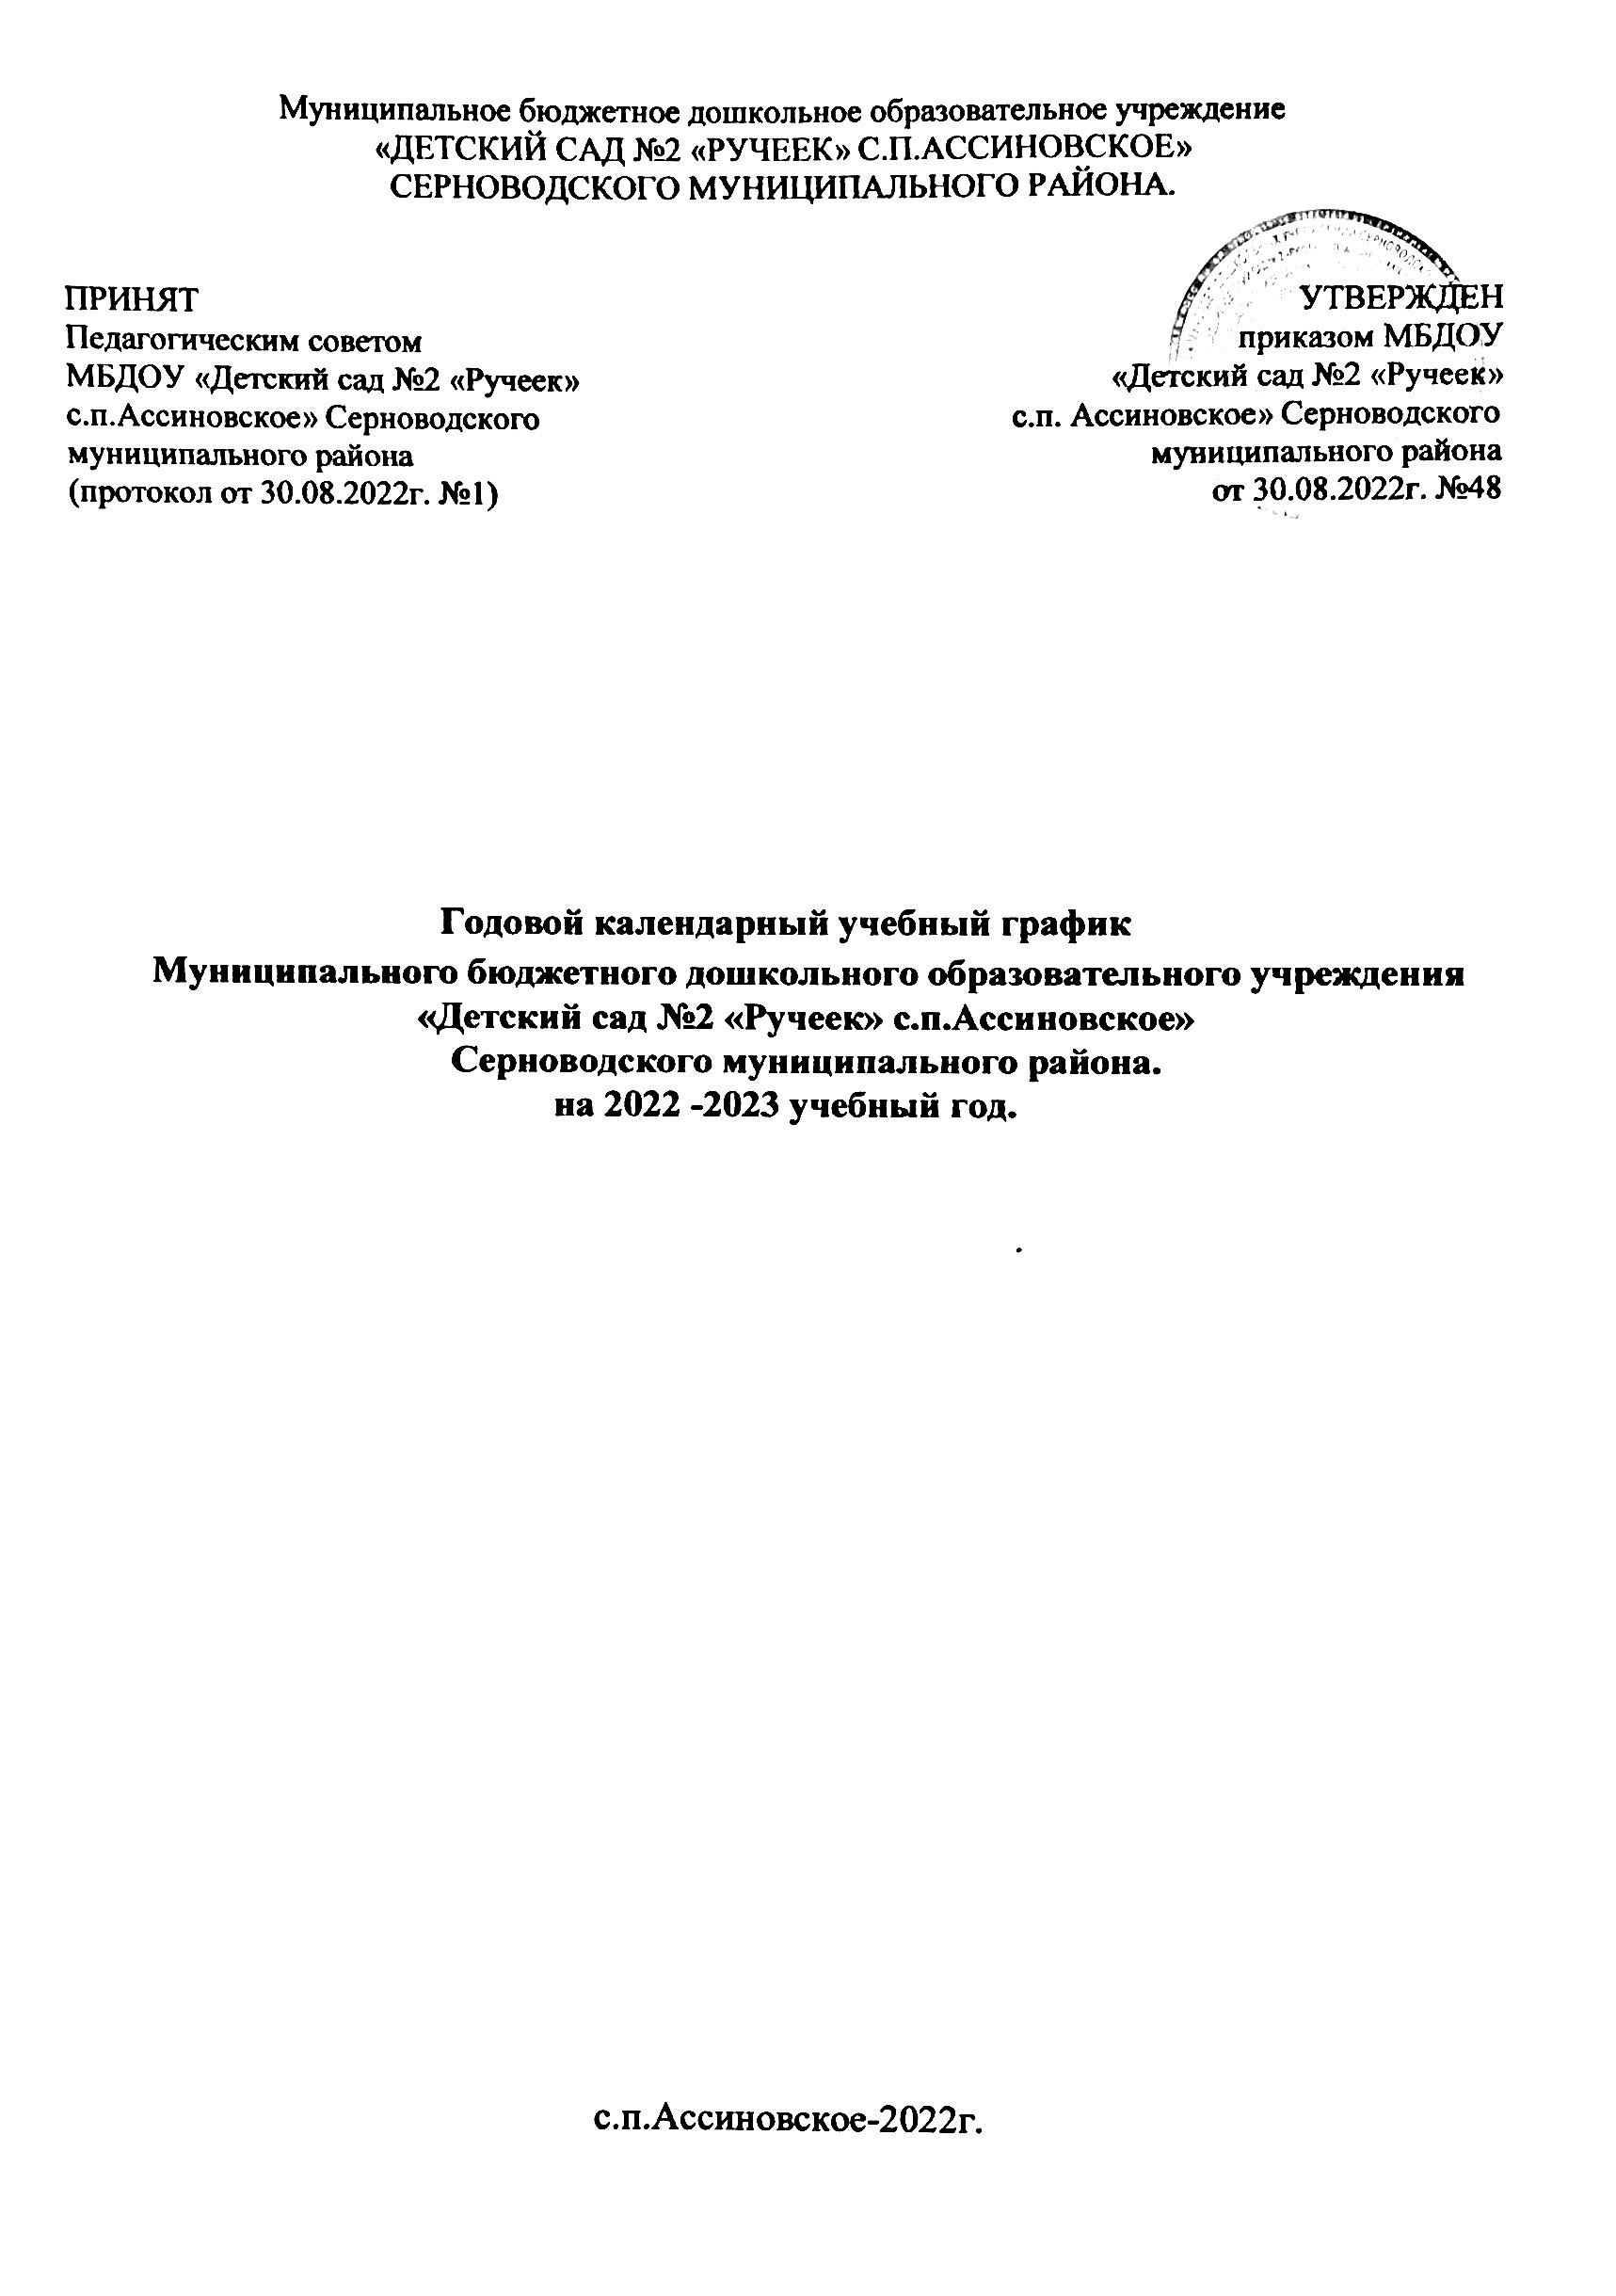 Муниципальное бюджетное дошкольное образовательное учреждение
«ДЕТСКИЙ САД №2 «РУЧЕЕК» С.П.АССИНОВСКОЕ»
СЕРНОВОДСКОГО МУНИЦИПАЛЬНОГО РАЙОНА.
ПРИНЯТ
Педагогическим советом
МБДОУ «Детский сад №2 «Ручеек»
с.п.Ассиновское» Серноводского
муниципального района
(протокол от 30.08.2022г. №1)
УТВЕРЖДЕН
приказом МБДОУ
«Детский сад №2 «Ручеек»
с.п. Ассиновское» Серноводского
муниципального района
от 30.08.2022г. №48
Годовой календарный учебный график
Муниципального бюджетного дошкольного образовательного учреждения
«Детский сад №2 «Ручеек» с.п.Ассиновское»
Серноводского муниципального района.
на 2022 -2023 учебный год.
с.п.Ассиновское-2022г.